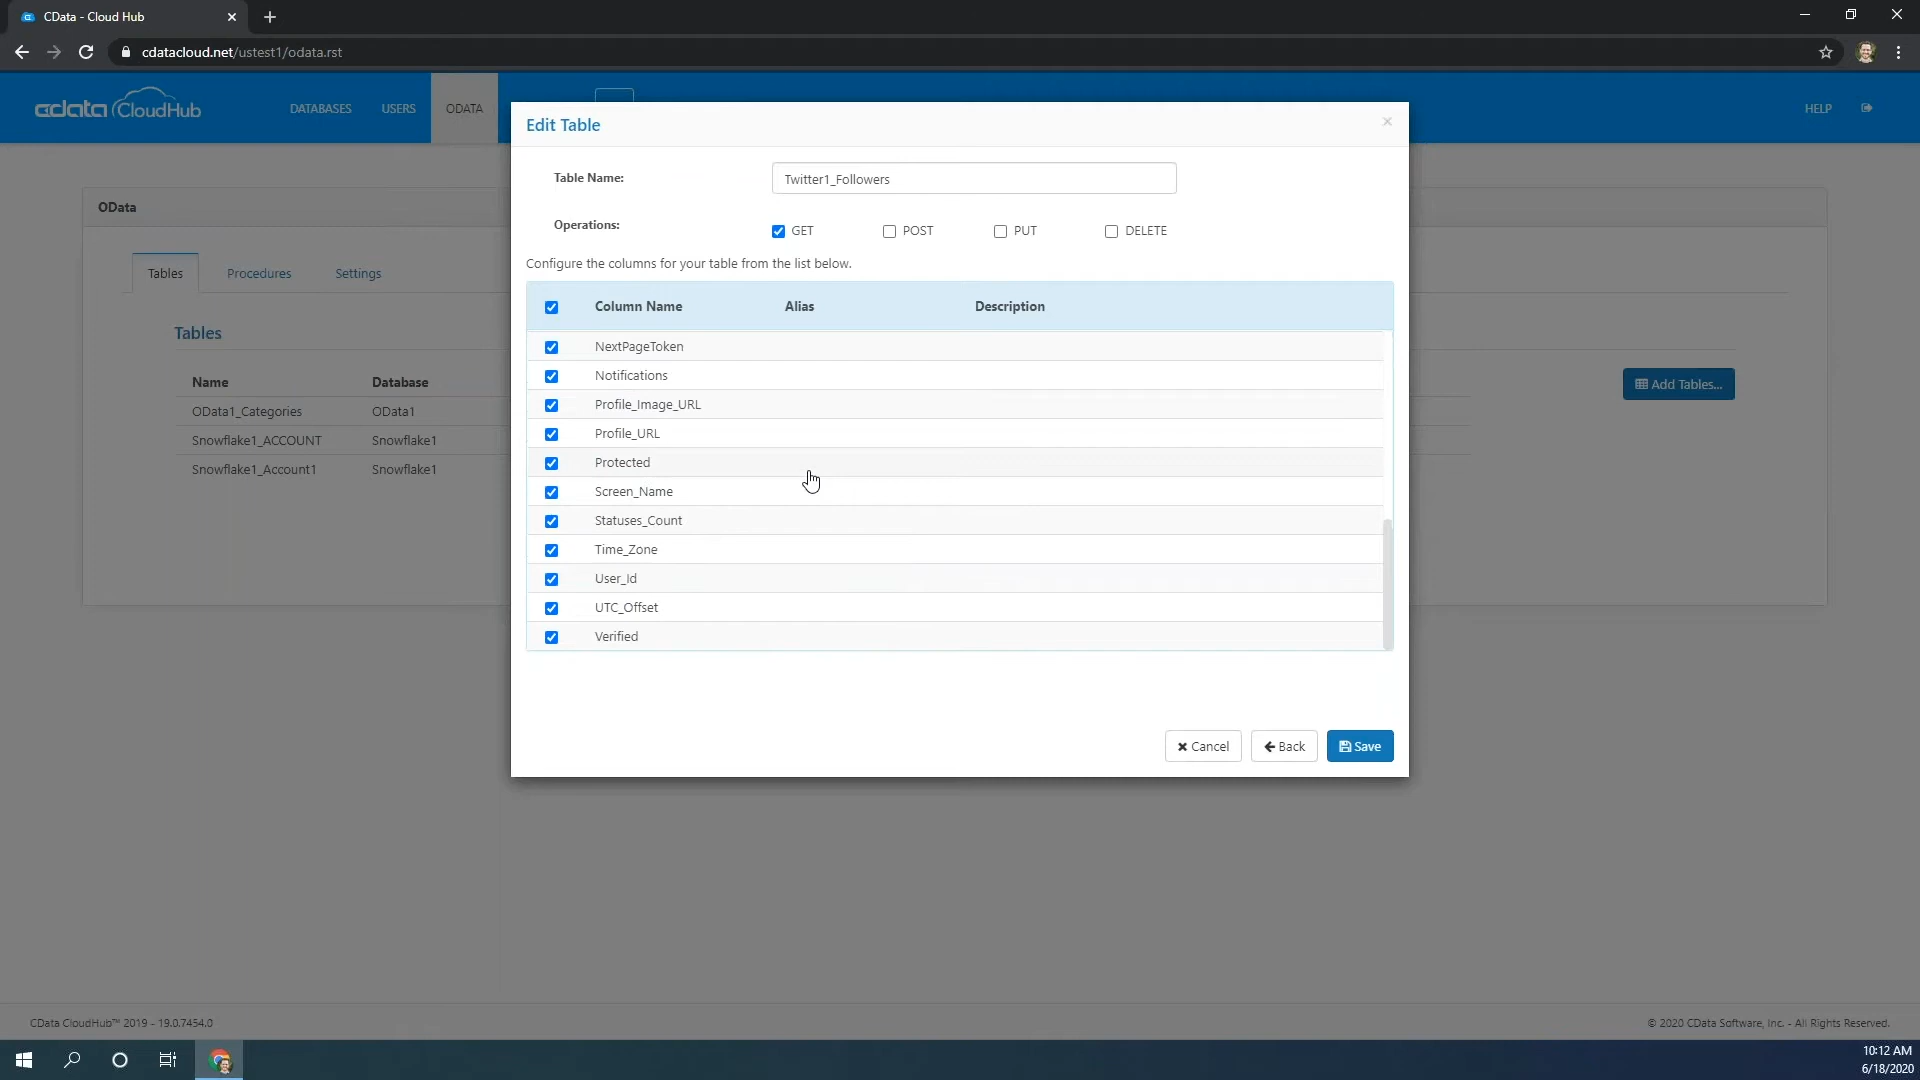 CData - Cloud Hub
cdatacloud.net/ustest1/odata.rst
cdata CloudHub
DATABASES
USERS
ODATA
HELP
Edit Table
Table Name:
Twitter1_Followers
Operations:
GET
POST
PUT
DELETE
Configure the columns for your table from the list below.
Column Name Alias Description
NextPageToken
Notifications
Profile_Image_URL
Profile_URL
Protected
Screen_Name
Statuses_Count
Time_Zone
User_Id
UTC_Offset
Verified
Cancel
Back
Save
OData
Tables
Procedures
Settings
Tables
Name Database
OData1_Categories OData1
Snowflake1_ACCOUNT Snowflake1
Snowflake1_Account1 Snowflake1
Add Tables...
CData CloudHub™ 2019 - 19.0.7454.0
© 2020 CData Software, Inc. - All Rights Reserved.
10:12 AM
6/18/2020